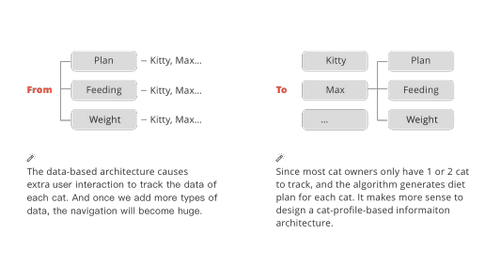 Plan
Kitty, Max...
From
Feeding
Kitty, Max...
Weight
Kitty, Max...
The data-based architecture causes
extra user interaction to track the data of
each cat. And once we add more types of
data, the navigation will become huge.
Kitty
Plan
To
Max
Feeding
...
Weight
Since most cat owners only have 1 or 2 cat
to track, and the algorithm generates diet
plan for each cat. It makes more sense to
design a cat-profile-based informaiton
architecture.